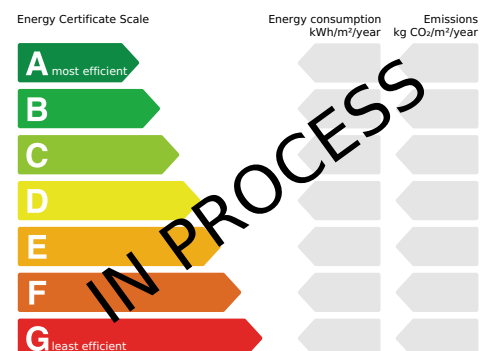 Energy Certificate Scale
Energy consumption
kWh/m²/year
Emissions
kg CO₂/m²/year
A most efficient
B
C
D
E
F
G least efficient
IN PROCESS